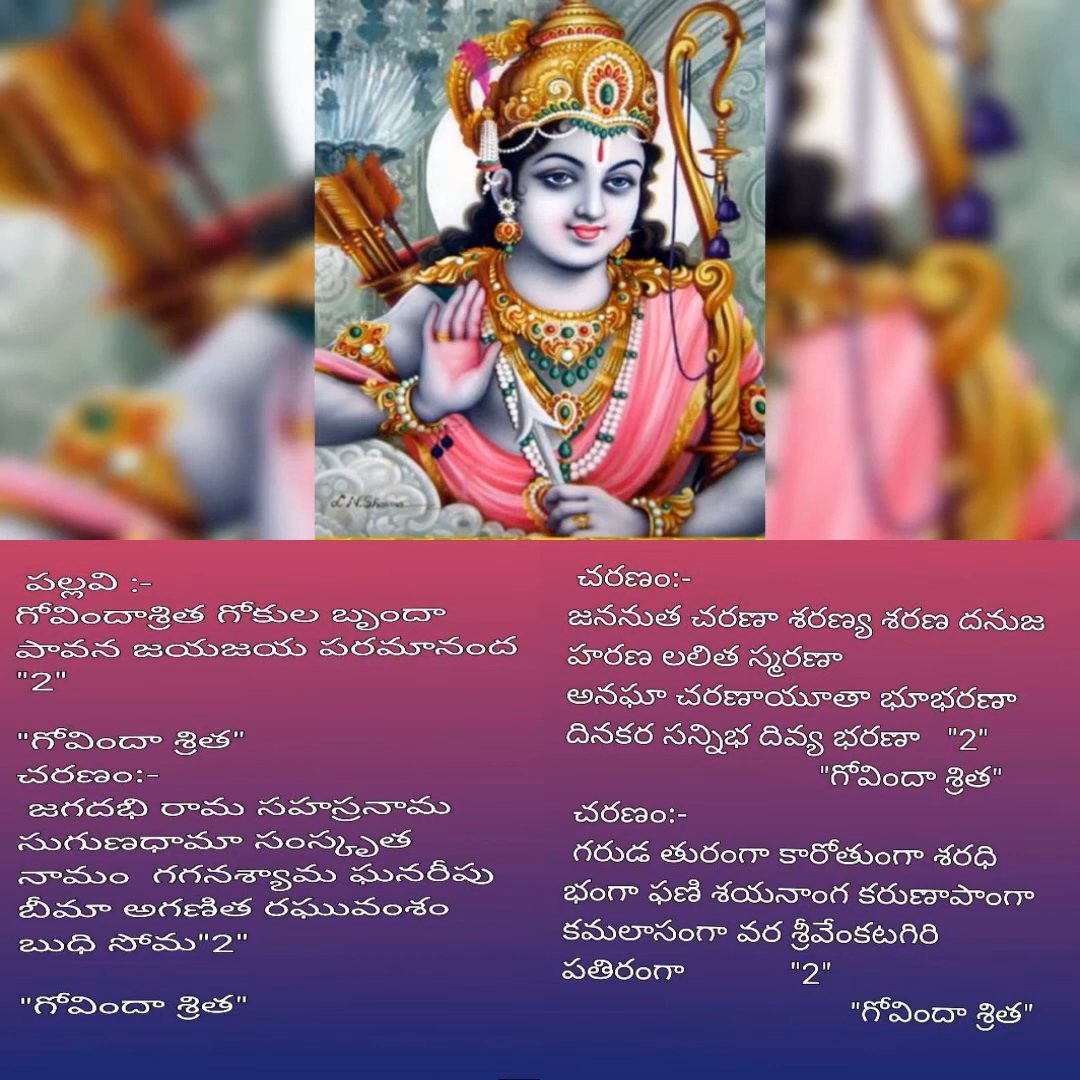 పల్లవి :-
గోవిందాశ్రిత గోకుల బృందా
పావన జయజయ పరమానంద
"2"
"గోవిందా శ్రిత"
చరణం:-
జగదభి రామ సహస్రనామ
సుగుణధామా సంస్కృత
నామం గగనశ్యామ ఘనరీపు
బీమా అగణిత రఘువంశం
బుధి సోమ"2"
"గోవిందా శ్రిత"
చరణం:-
జననుత చరణా శరణ్య శరణ దనుజ
హరణ లలిత స్మరణా
అనఘా చరణాయూతా భూభరణా
దినకర సన్నిభ దివ్య భరణా "2"
"గోవిందా శ్రిత"
చరణం:-
గరుడ తురంగా కారోతుంగా శరధి
భంగా ఫణి శయనాంగ కరుణాపాంగా
కమలాసంగా వర శ్రీవేంకటగిరి
పతిరంగా "2"
"గోవిందా శ్రిత"